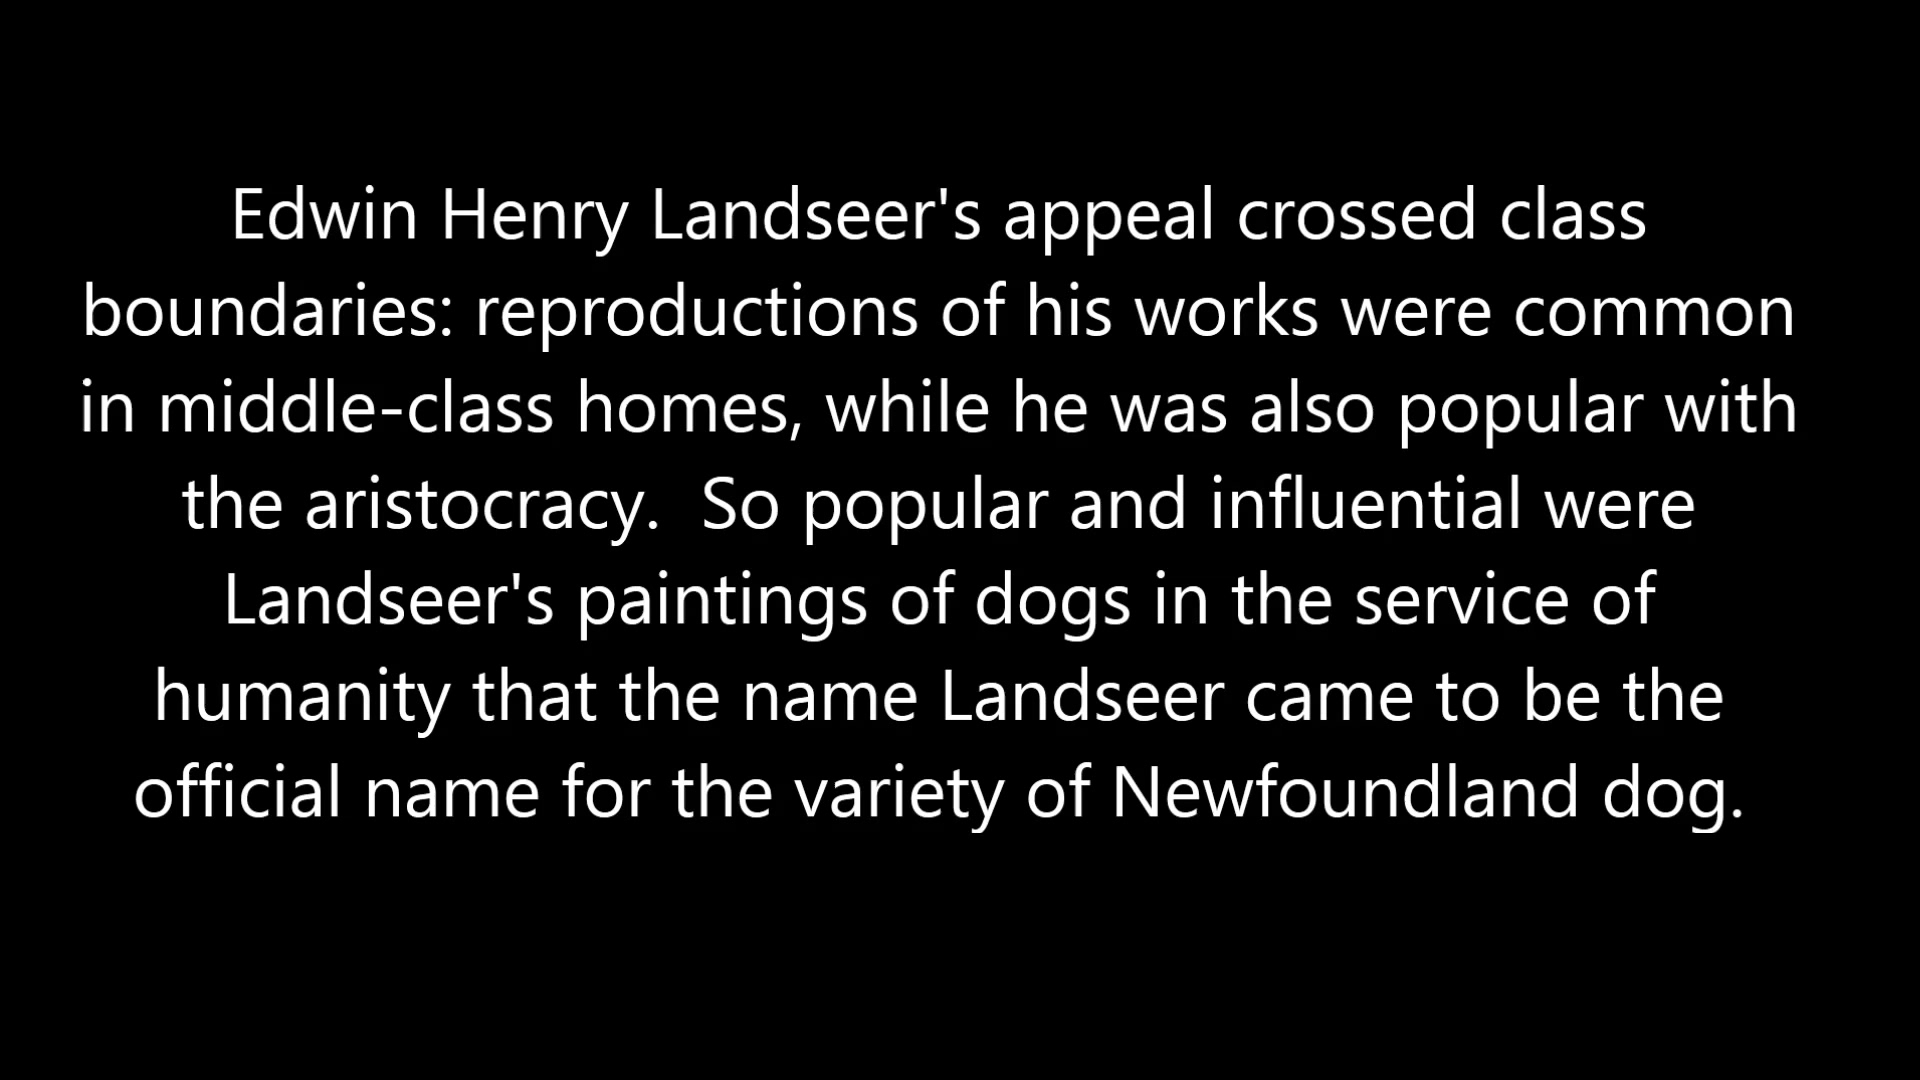 Edwin Henry Landseer's appeal crossed class
boundaries: reproductions of his works were common
in middle-class homes, while he was also popular with
the aristocracy.  So popular and influential were
Landseer's paintings of dogs in the service of
humanity that the name Landseer came to be the
official name for the variety of Newfoundland dog.